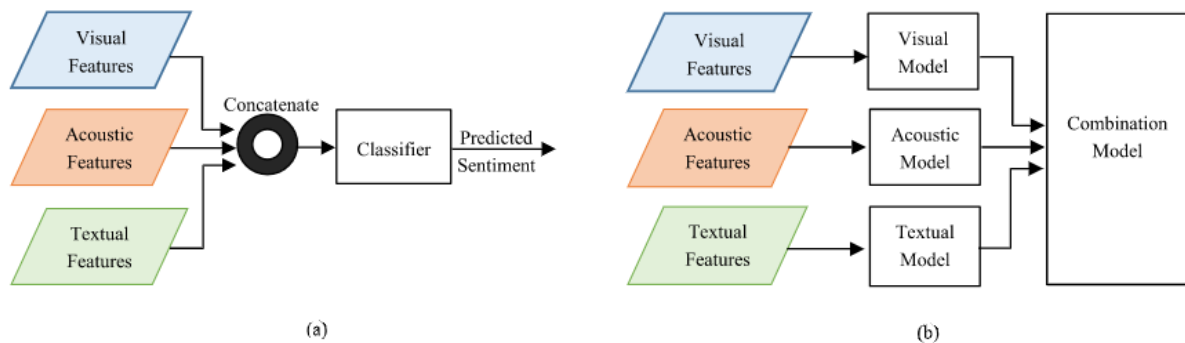 Visual
Features
Acoustic
Features
Textual
Features
Concatenate
Classifier
Predicted
Sentiment
(a)
Visual
Features
Acoustic
Features
Textual
Features
Visual
Model
Acoustic
Model
Textual
Model
Combination
Model
(b)